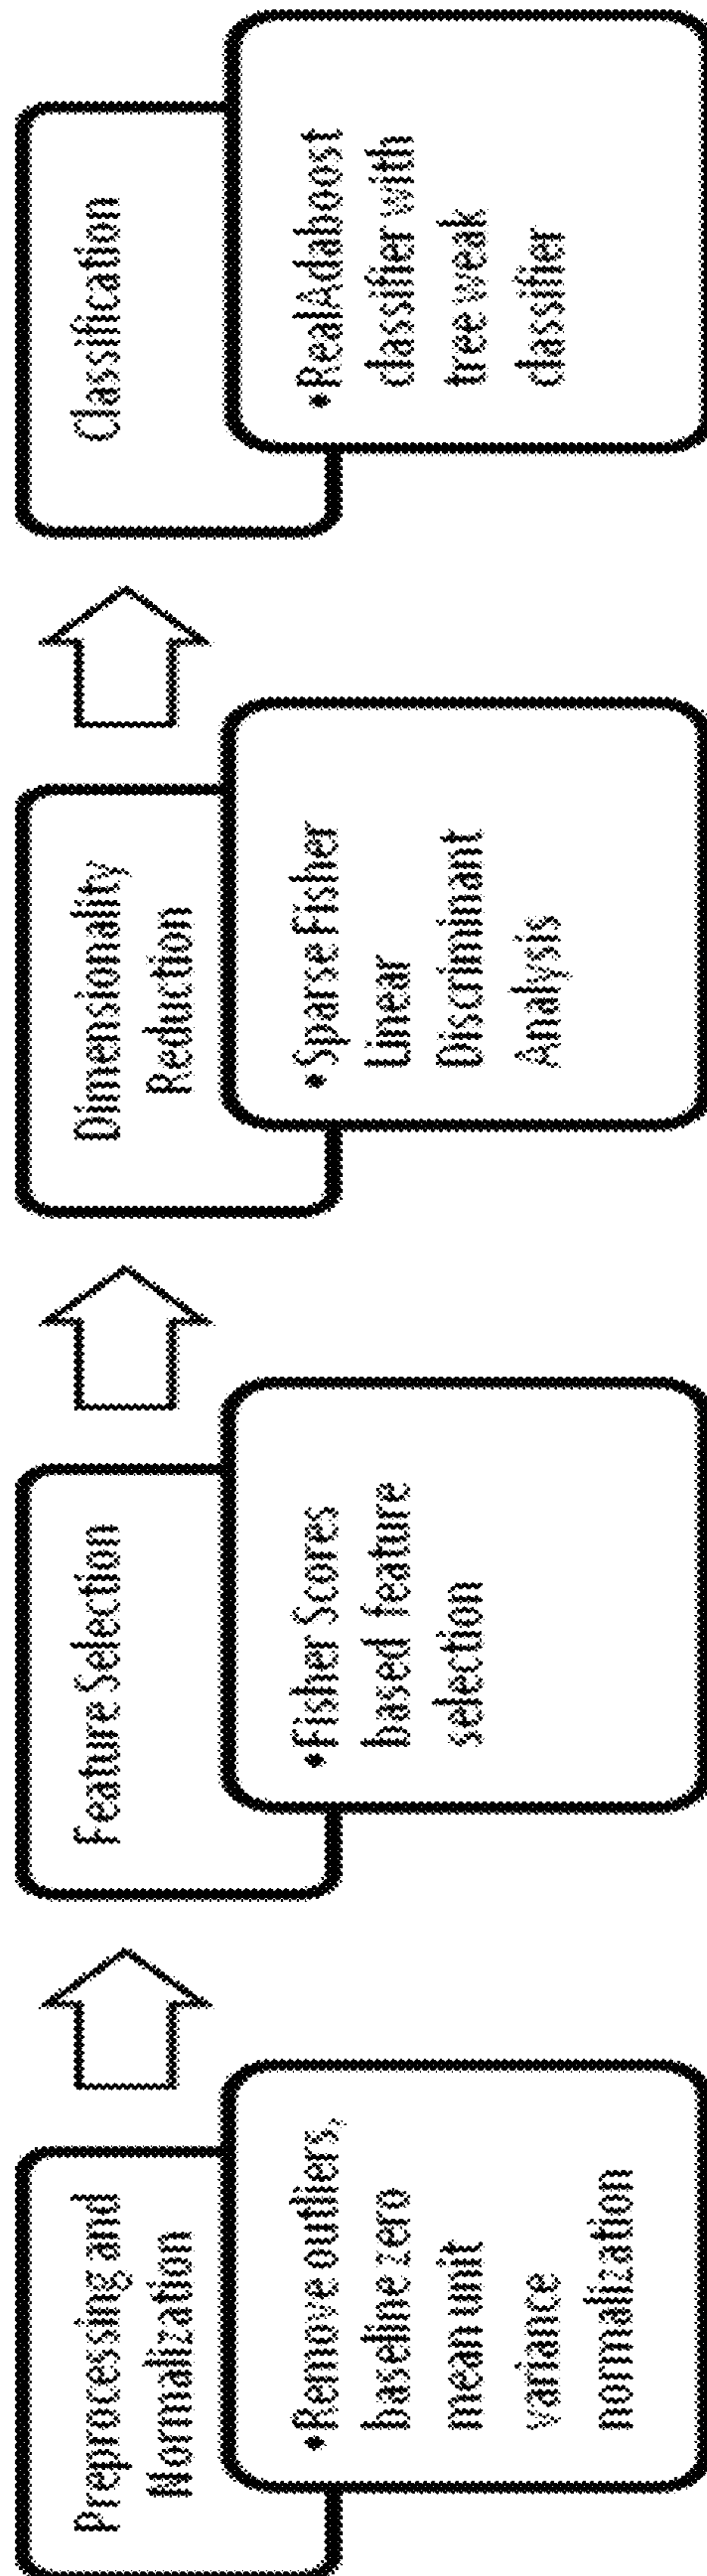 Preprocessing and
Normalization
•Remove outliers,
baseline zero
mean unit
variance
normalization
Feature Selection
•Fisher Scores
based feature
selection
Dimensionality
Reduction
•Sparse Fisher
Linear
Discriminant
Analysis
Classification
•RealAdaboost
classifier with
tree weak
classifier